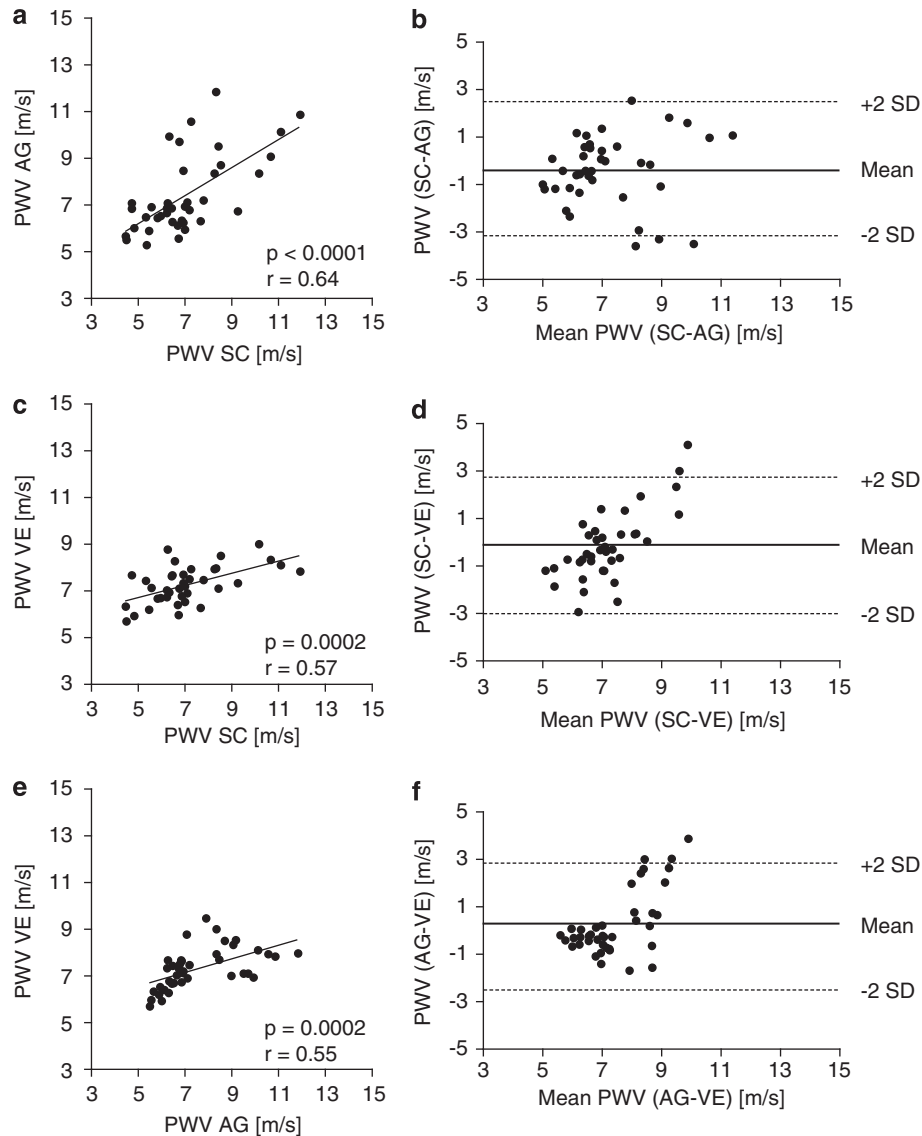 a
15
13
11
9
7
5
3
PWV AG [m/s]
p < 0.0001
r = 0.64
3 5 7 9 11 13 15
PWV SC [m/s]
b
5
3
1
-1
-3
-5
PWV (SC-AG) [m/s]
+2 SD
Mean
-2 SD
3 5 7 9 11 13 15
Mean PWV (SC-AG) [m/s]
c
15
13
11
9
7
5
3
PWV VE [m/s]
p = 0.0002
r = 0.57
3 5 7 9 11 13 15
PWV SC [m/s]
d
5
3
1
-1
-3
-5
PWV (SC-VE) [m/s]
+2 SD
Mean
-2 SD
3 5 7 9 11 13 15
Mean PWV (SC-VE) [m/s]
e
15
13
11
9
7
5
3
PWV VE [m/s]
p = 0.0002
r = 0.55
3 5 7 9 11 13 15
PWV AG [m/s]
f
5
3
1
-1
-3
-5
PWV (AG-VE) [m/s]
+2 SD
Mean
-2 SD
3 5 7 9 11 13 15
Mean PWV (AG-VE) [m/s]